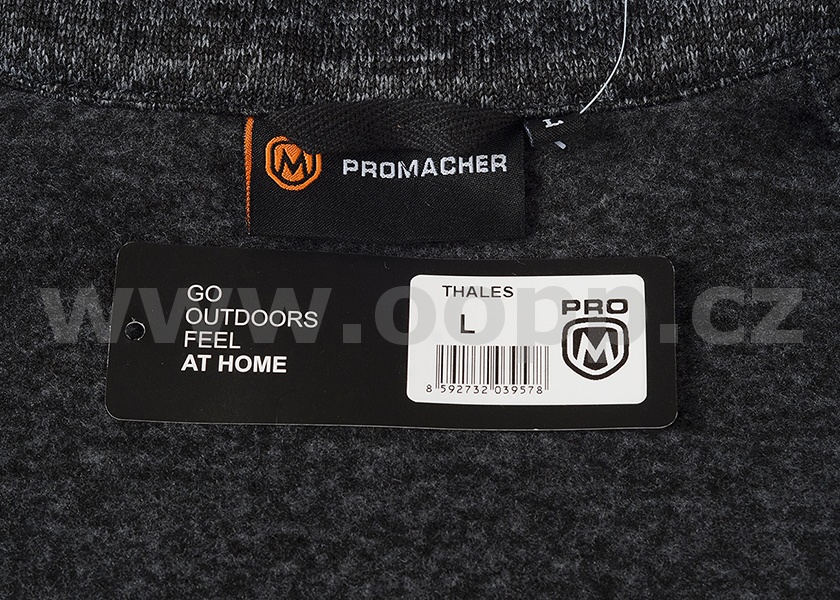 PROMACHER
www.oopp.cz
GO
OUTDOORS
FEEL
AT HOME
THALES
L
8 592732 039578
PRO
M